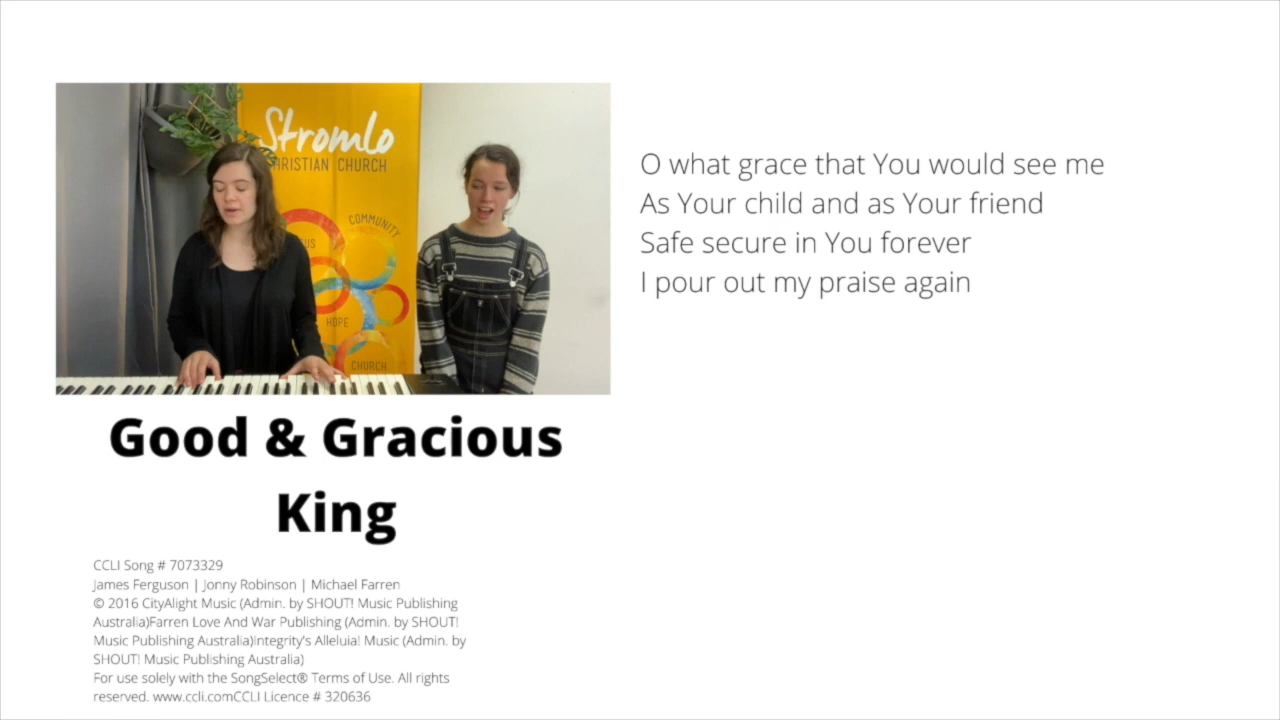 Stromlo
HRISTIAN CHURCH
COMMUNITY
US
HOPE
CHURCH
O what grace that You would see me
As Your child and as Your friend
Safe secure in You forever
I pour out my praise again
Good & Gracious
King
CCLI Song # 7073329
James Ferguson | Jonny Robinson | Michael Farren
© 2016 CityAlight Music (Admin. by SHOUT! Music Publishing
Australia)Farren Love And War Publishing (Admin. by SHOUT!
Music Publishing Australia)Integrity's Alleluia! Music (Admin. by
SHOUT! Music Publishing Australia)
For use solely with the SongSelect® Terms of Use. All rights
reserved. www.ccli.comCCLI Licence # 320636